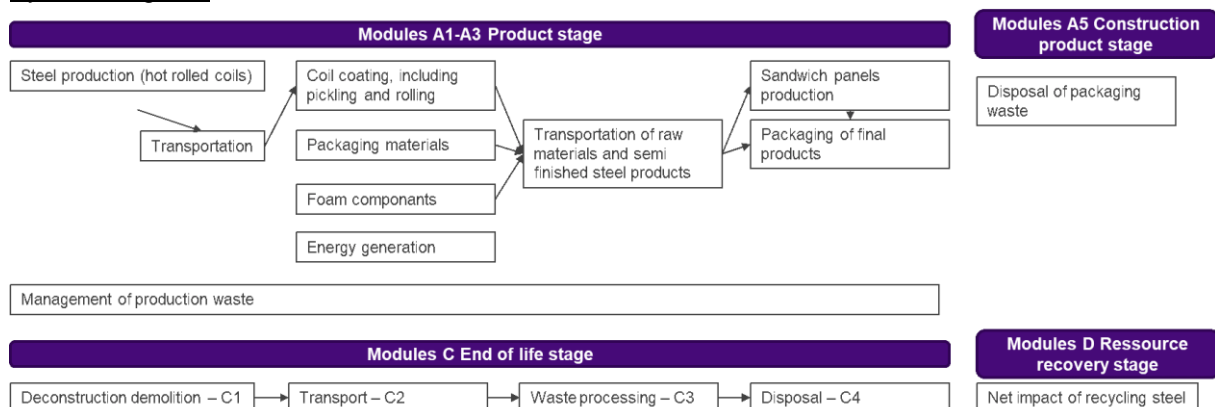 Modules A1-A3 Product stage
Modules A5 Construction
product stage
Steel production (hot rolled coils)
Transportation
Coil coating, including
pickling and rolling
Packaging materials
Foam componants
Energy generation
Transportation of raw
materials and semi
finished steel products
Sandwich panels
production
Packaging of final
products
Disposal of packaging
waste
Management of production waste
Modules C End of life stage
Modules D Ressource
recovery stage
Deconstruction demolition – C1
Transport – C2
Waste processing – C3
Disposal – C4
Net impact of recycling steel